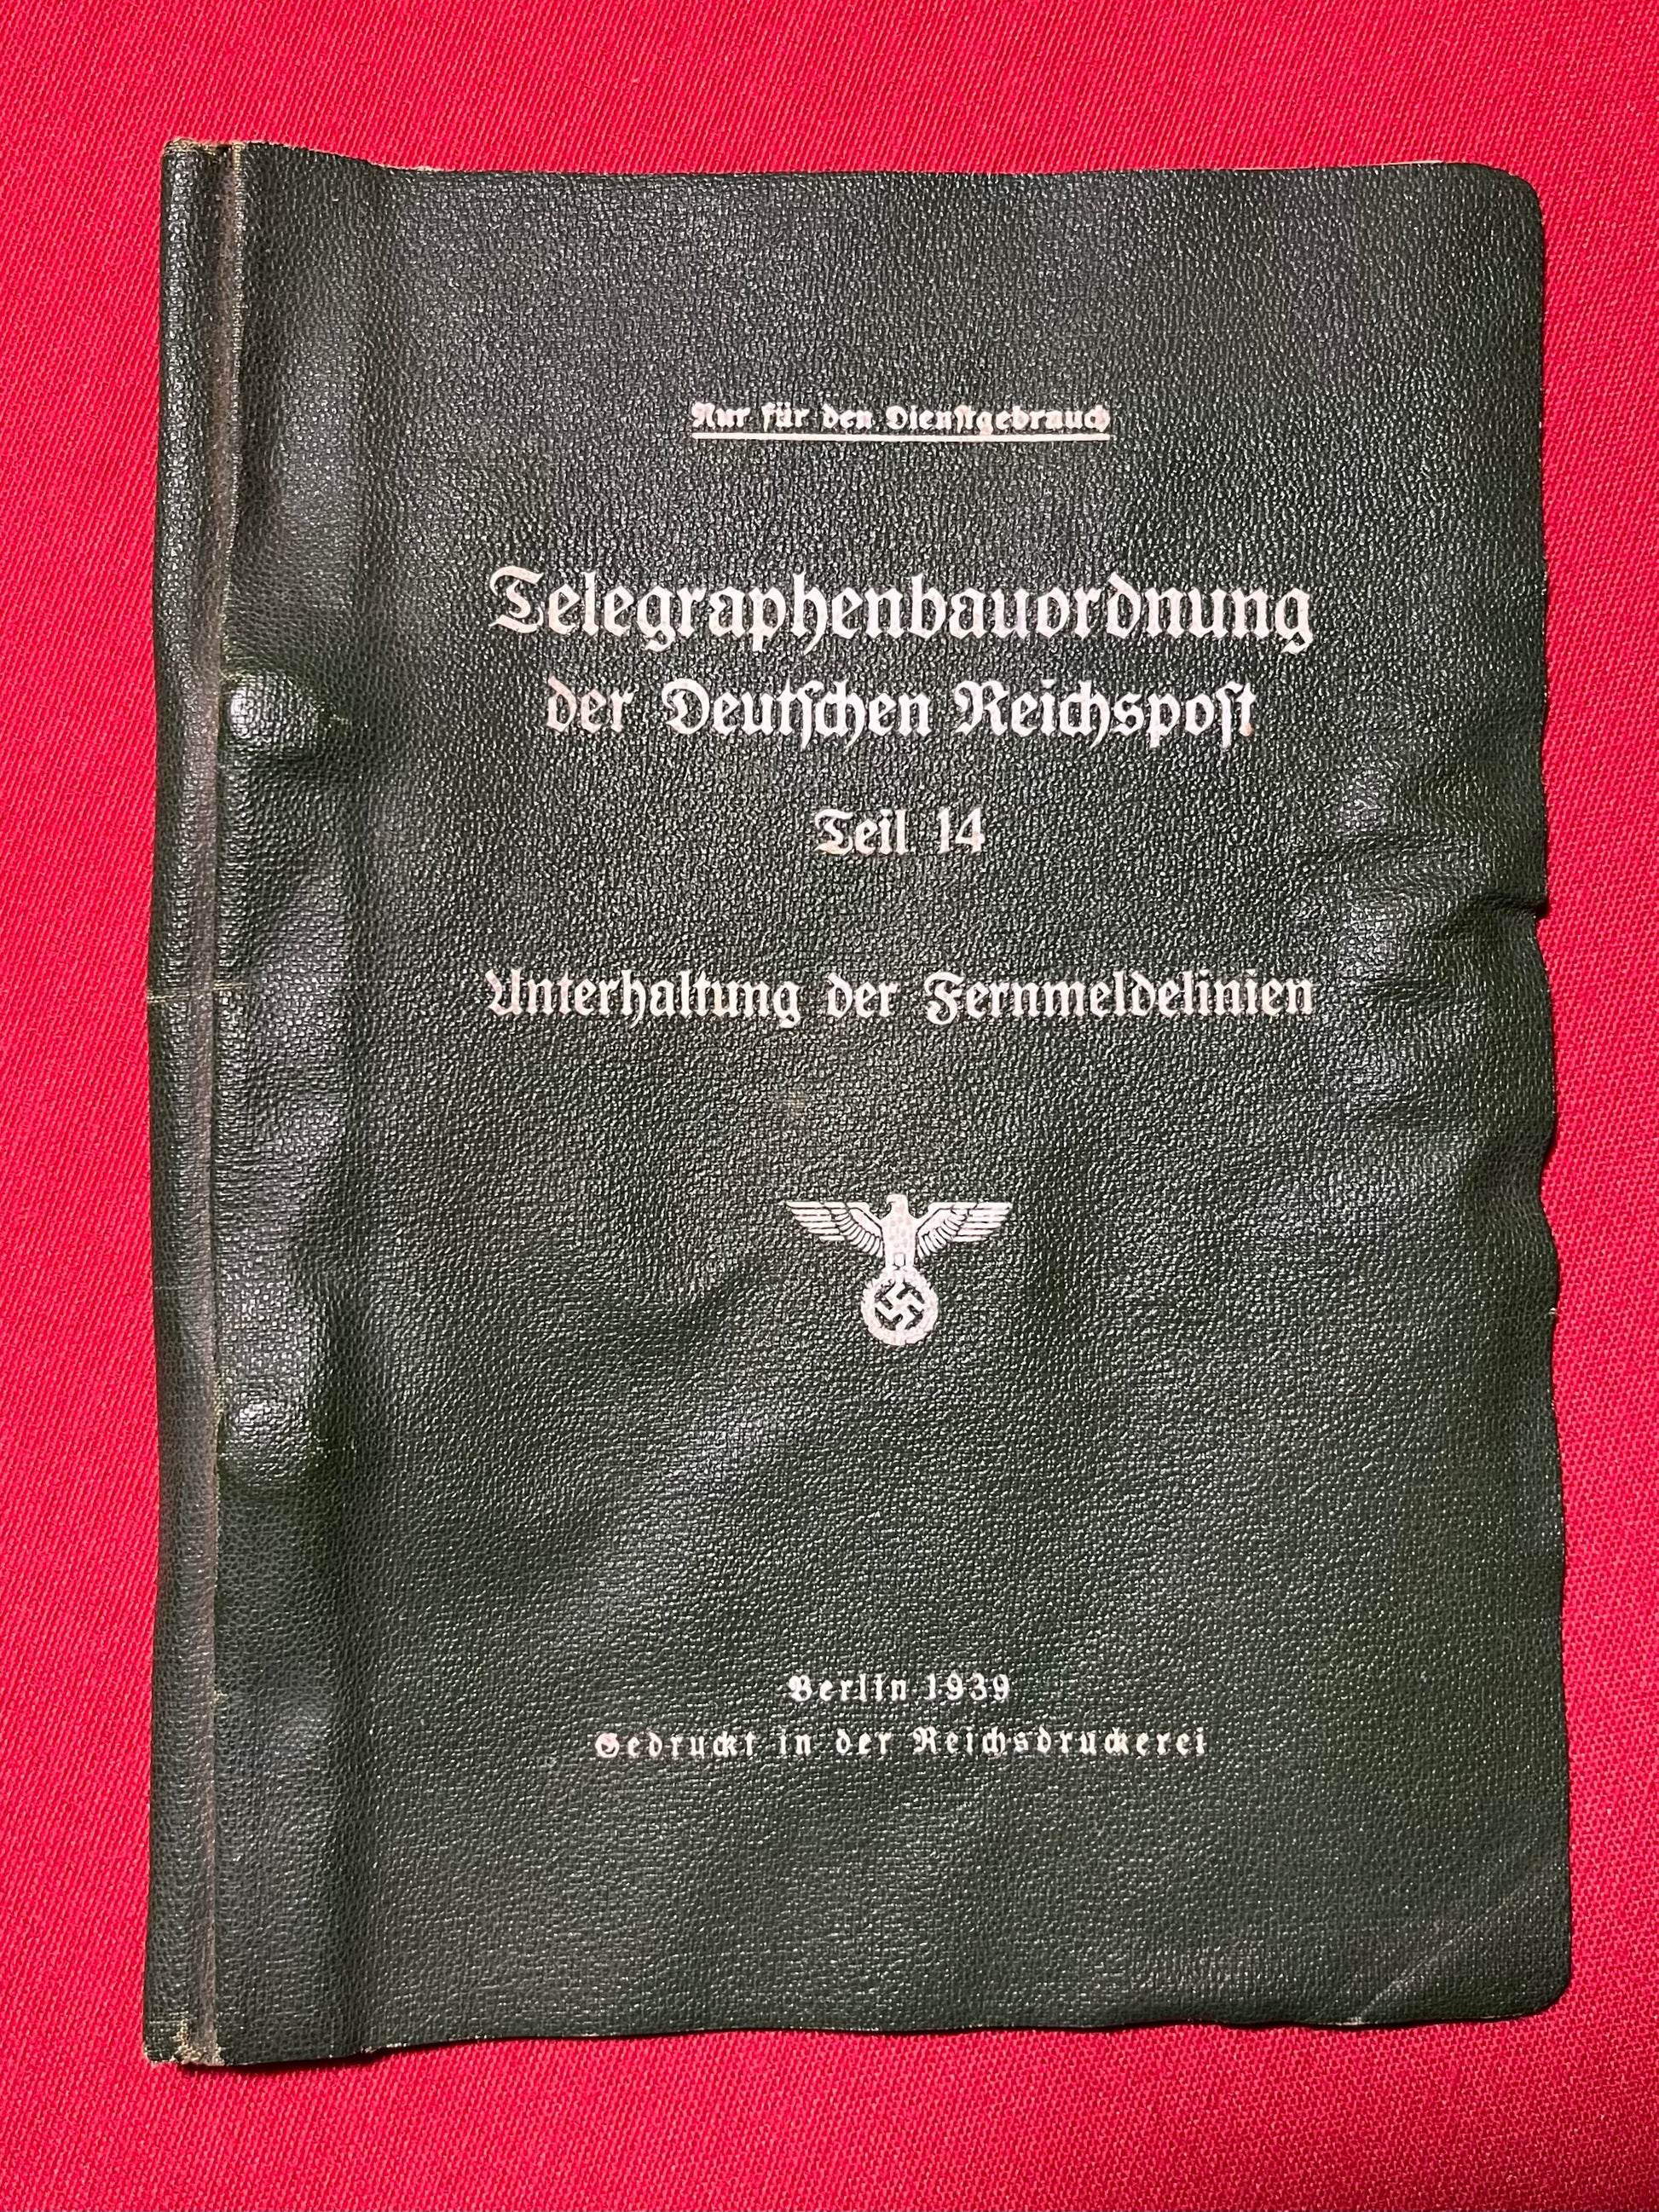 Nur für den Dienstgebrauch
Telegraphenbauordnung
der Deutschen Reichspost
Teil 14
Unterhaltung der Fernmeldelinien
Berlin 1939
Gedruckt in der Reichsdruckerei